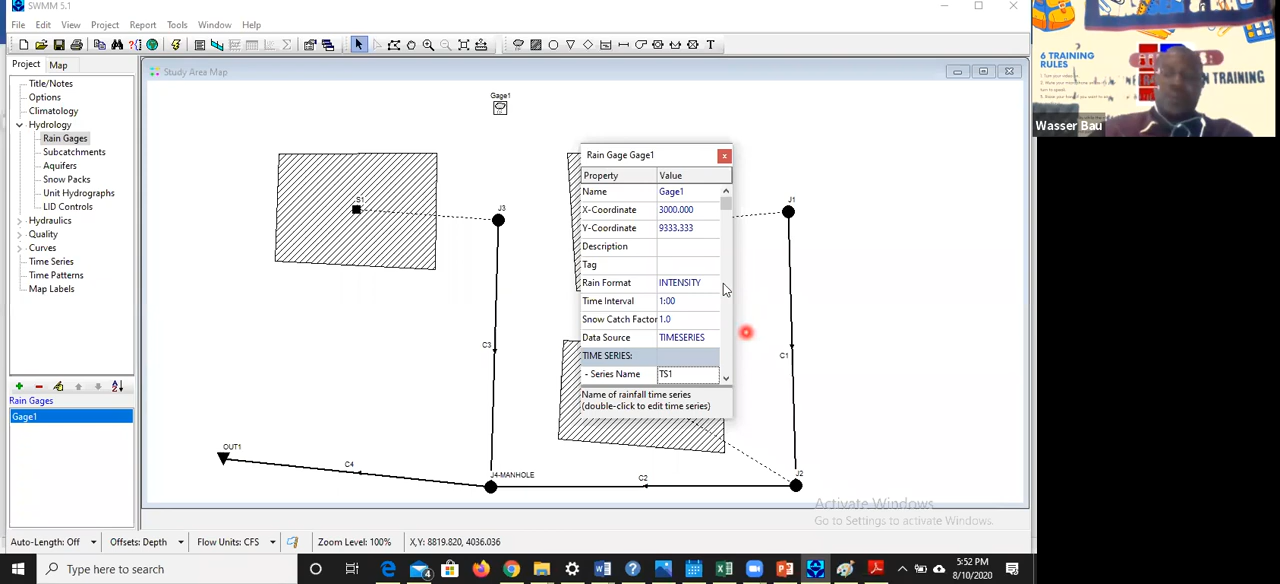 SWMM 5.1
File Edit View Project Report Tools Window Help
Project Map
Title/Notes
Options
Climatology
Hydrology
Rain Gages
Subcatchments
Aquifers
Snow Packs
Unit Hydrographs
LID Controls
Hydraulics
Quality
Curves
Time Series
Time Patterns
Map Labels
Rain Gages
Gage1
Study Area Map
Gage1
S1
J3
J1
C3
C1
OUT1
C4
J4-MANHOLE
C2
J2
Rain Gage Gage1
Property Value
Name Gage1
X-Coordinate 3000.000
Y-Coordinate 9333.333
Description
Tag
Rain Format INTENSITY
Time Interval 1:00
Snow Catch Factor 1.0
Data Source TIMESERIES
TIME SERIES:
- Series Name TS1
Name of rainfall time series
(double-click to edit time series)
Activate Windows
Go to Settings to activate Windows.
Auto-Length: Off Offsets: Depth Flow Units: CFS Zoom Level: 100% X,Y: 8819.820, 4036.036
Type here to search
5:52 PM
8/10/2020
6 TRAINING
RULES
TRAINING
Wasser Bau